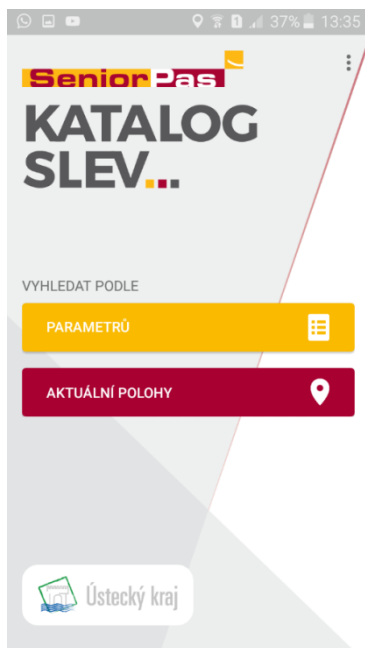 37% 13:35
SeniorPas
KATALOG
SLEV...
VYHLEDAT PODLE
PARAMETRŮ
AKTUÁLNÍ POLOHY
Ústecký kraj